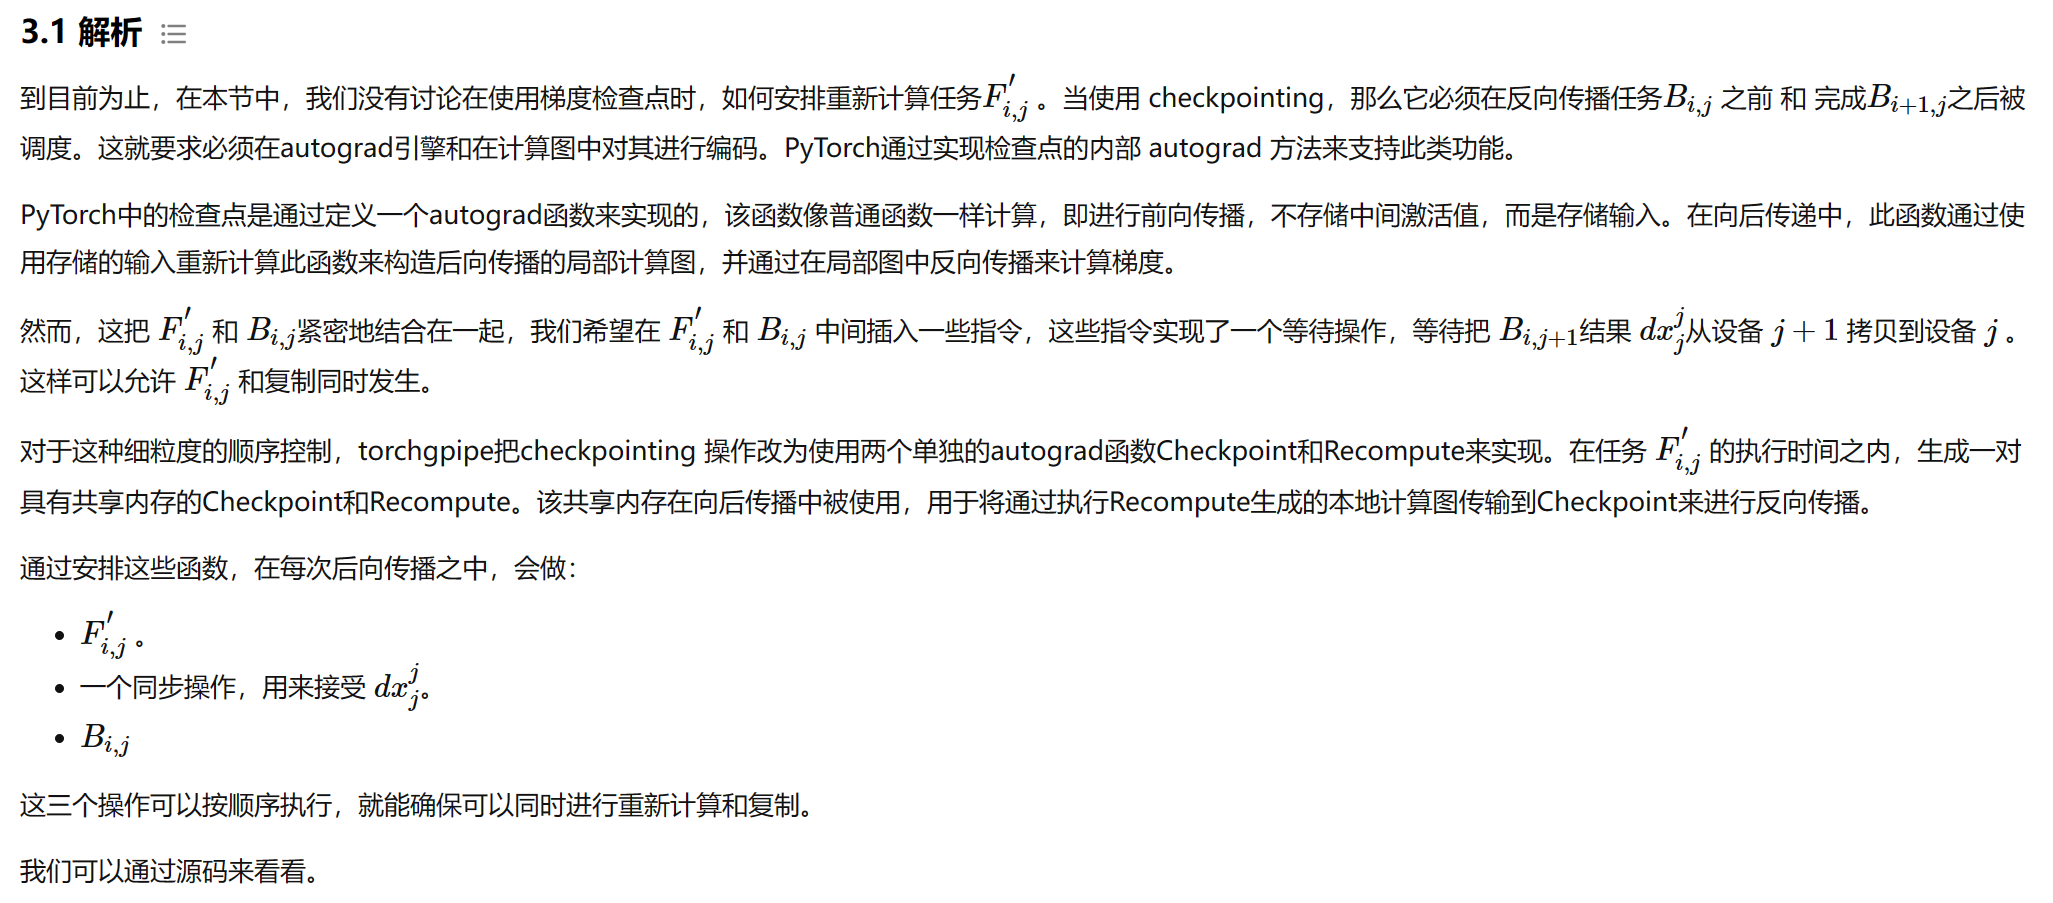 3.1 解析
到目前为止，在本节中，我们没有讨论在使用梯度检查点时，如何安排重新计算任务$F_{i,j}^{'}$ 。当使用 checkpointing，那么它必须在反向传播任务$B_{i,j}$ 之前 和 完成$B_{i+1,j}$之后被
调度。这就要求必须在autograd引擎和在计算图中对其进行编码。PyTorch通过实现检查点的内部 autograd 方法来支持此类功能。
PyTorch中的检查点是通过定义一个autograd函数来实现的，该函数像普通函数一样计算，即进行前向传播，不存储中间激活值，而是存储输入。在向后传递中，此函数通过使
用存储的输入重新计算此函数来构造后向传播的局部计算图，并通过在局部图中反向传播来计算梯度。
然而，这把 $F_{i,j}^{'}$ 和 $B_{i,j}$紧密地结合在一起，我们希望在 $F_{i,j}^{'}$ 和 $B_{i,j}$ 中间插入一些指令，这些指令实现了一个等待操作，等待把 $B_{i,j+1}$结果 $dx_j^j$从设备 $j+1$ 拷贝到设备 $j$ 。
这样可以允许 $F_{i,j}^{'}$ 和复制同时发生。
对于这种细粒度的顺序控制，torchgpipe把checkpointing 操作改为使用两个单独的autograd函数Checkpoint和Recompute来实现。在任务 $F_{i,j}^{'}$ 的执行时间之内，生成一对
具有共享内存的Checkpoint和Recompute。该共享内存在向后传播中被使用，用于将通过执行Recompute生成的本地计算图传输到Checkpoint来进行反向传播。
通过安排这些函数，在每次后向传播之中，会做：
• $F_{i,j}^{'}$ 。
• 一个同步操作，用来接受 $dx_j^j$。
• $B_{i,j}$
这三个操作可以按顺序执行，就能确保可以同时进行重新计算和复制。
我们可以通过源码来看看。